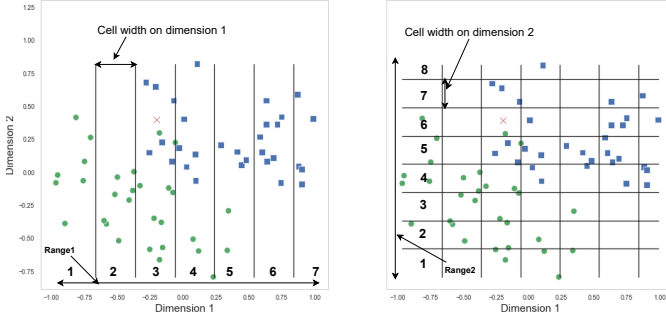 1.25
1.00
0.75
0.50
0.25
0.00
−0.25
−0.50
−0.75
Dimension 2
Cell width on dimension 1
Range1
1 2 3 4 5 6 7
−1.00 −0.75 −0.50 −0.25 0.00 0.25 0.50 0.75 1.00
Dimension 1
Cell width on dimension 2
8
7
6
5
4
3
2
1
Range2
−1.00 −0.75 −0.50 −0.25 0.00 0.25 0.50 0.75 1.00
Dimension 1